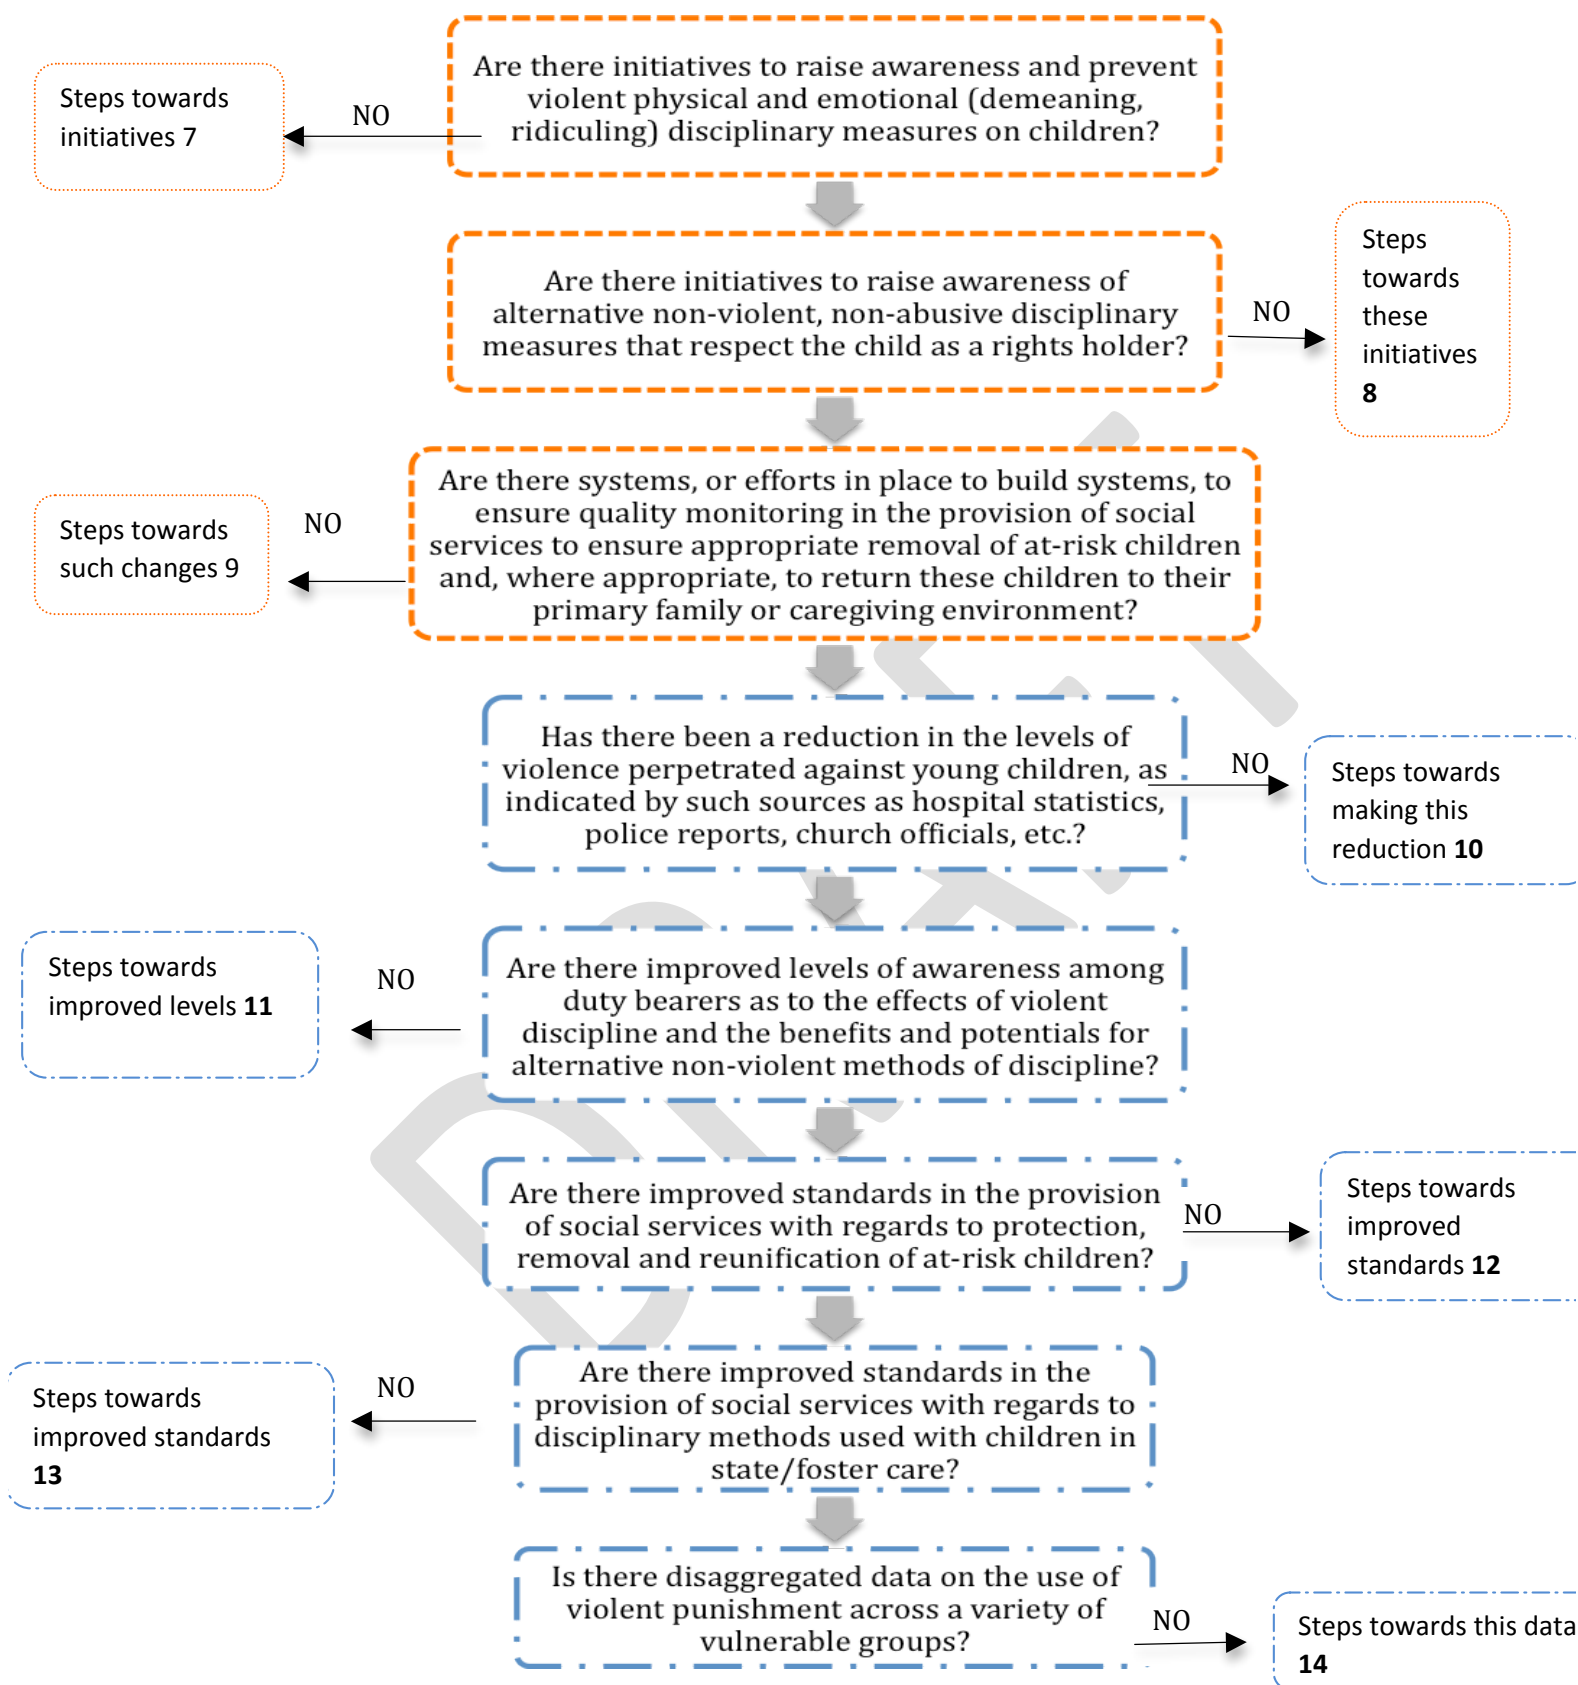 Are there initiatives to raise awareness and prevent
violent physical and emotional (demeaning,
ridiculing) disciplinary measures on children?
NO
Steps towards
initiatives 7
Are there initiatives to raise awareness of
alternative non-violent, non-abusive disciplinary
measures that respect the child as a rights holder?
NO
Steps
towards
these
initiatives
8
Are there systems, or efforts in place to build systems, to
ensure quality monitoring in the provision of social
services to ensure appropriate removal of at-risk children
and, where appropriate, to return these children to their
primary family or caregiving environment?
NO
Steps towards
such changes 9
Has there been a reduction in the levels of
violence perpetrated against young children, as
indicated by such sources as hospital statistics,
police reports, church officials, etc.?
NO
Steps towards
making this
reduction 10
Are there improved levels of awareness among
duty bearers as to the effects of violent
discipline and the benefits and potentials for
alternative non-violent methods of discipline?
NO
Steps towards
improved levels 11
Are there improved standards in the provision
of social services with regards to protection,
removal and reunification of at-risk children?
NO
Steps towards
improved
standards 12
Are there improved standards in the
provision of social services with regards to
disciplinary methods used with children in
state/foster care?
NO
Steps towards
improved standards
13
Is there disaggregated data on the use of
violent punishment across a variety of
vulnerable groups?
NO
Steps towards this data
14
DRAFT